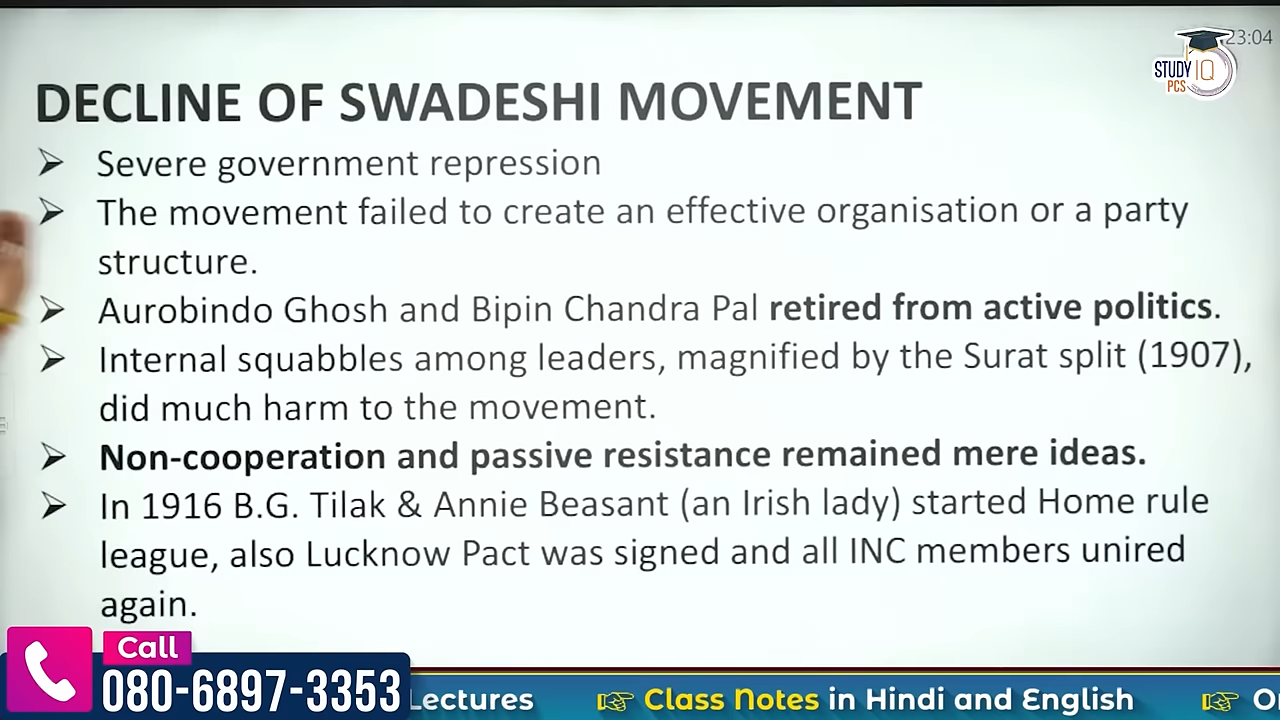 23:04
STUDY IQ
PCS
DECLINE OF SWADESHI MOVEMENT
➢ Severe government repression
➢ The movement failed to create an effective organisation or a party
structure.
➢ Aurobindo Ghosh and Bipin Chandra Pal retired from active politics.
➢ Internal squabbles among leaders, magnified by the Surat split (1907),
did much harm to the movement.
➢ Non-cooperation and passive resistance remained mere ideas.
➢ In 1916 B.G. Tilak & Annie Beasant (an Irish lady) started Home rule
league, also Lucknow Pact was signed and all INC members unired
again.
Call
080-6897-3353
Lectures Class Notes in Hindi and English